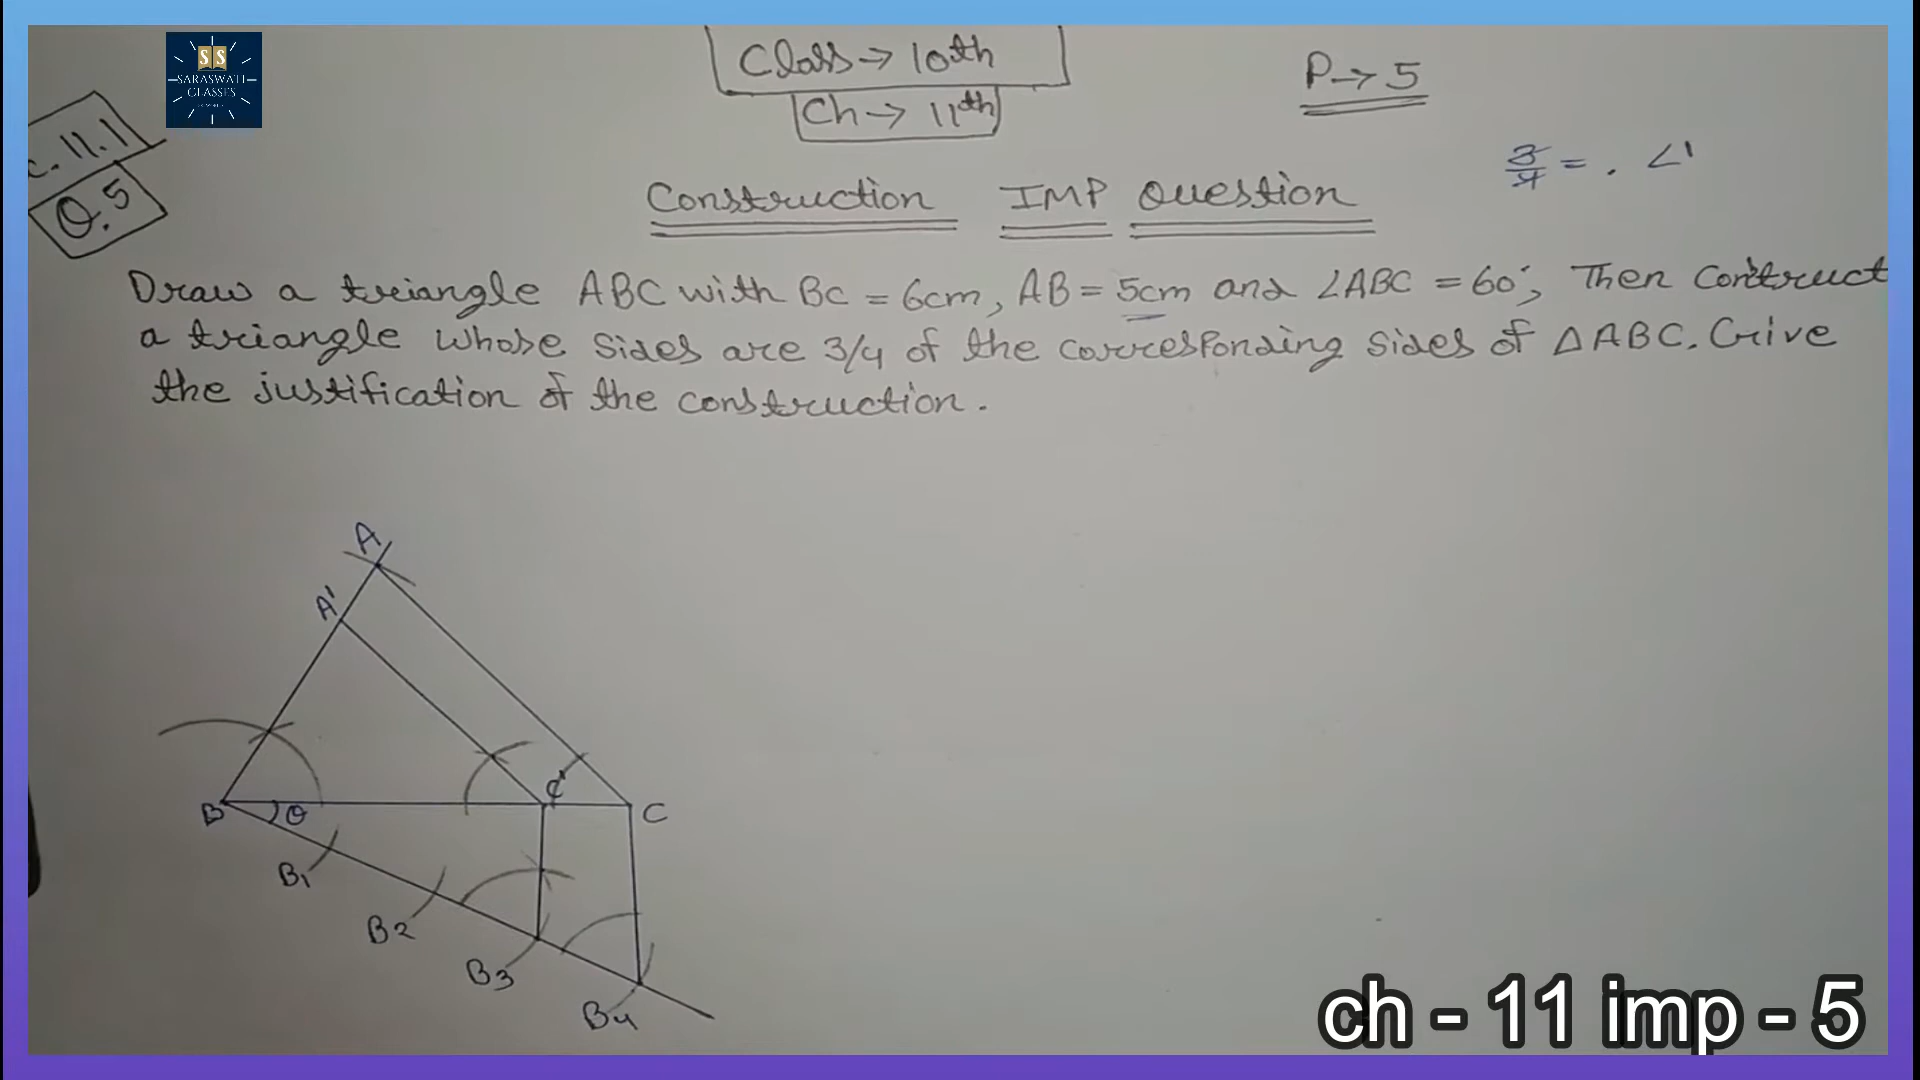 SS
SARASWATI
CLASSES
Class → 10th
Ch → 11th
P → 5
11.1
Q.5
3/4 = . <1
Construction IMP Question
Draw a triangle ABC with BC = 6cm, AB = 5cm and ∠ABC = 60°, Then Construct
a triangle whose sides are 3/4 of the corresponding sides of △ABC. Give
the justification of the construction.
A
A'
B
θ
C'
C
B1
B2
B3
B4
ch - 11 imp - 5